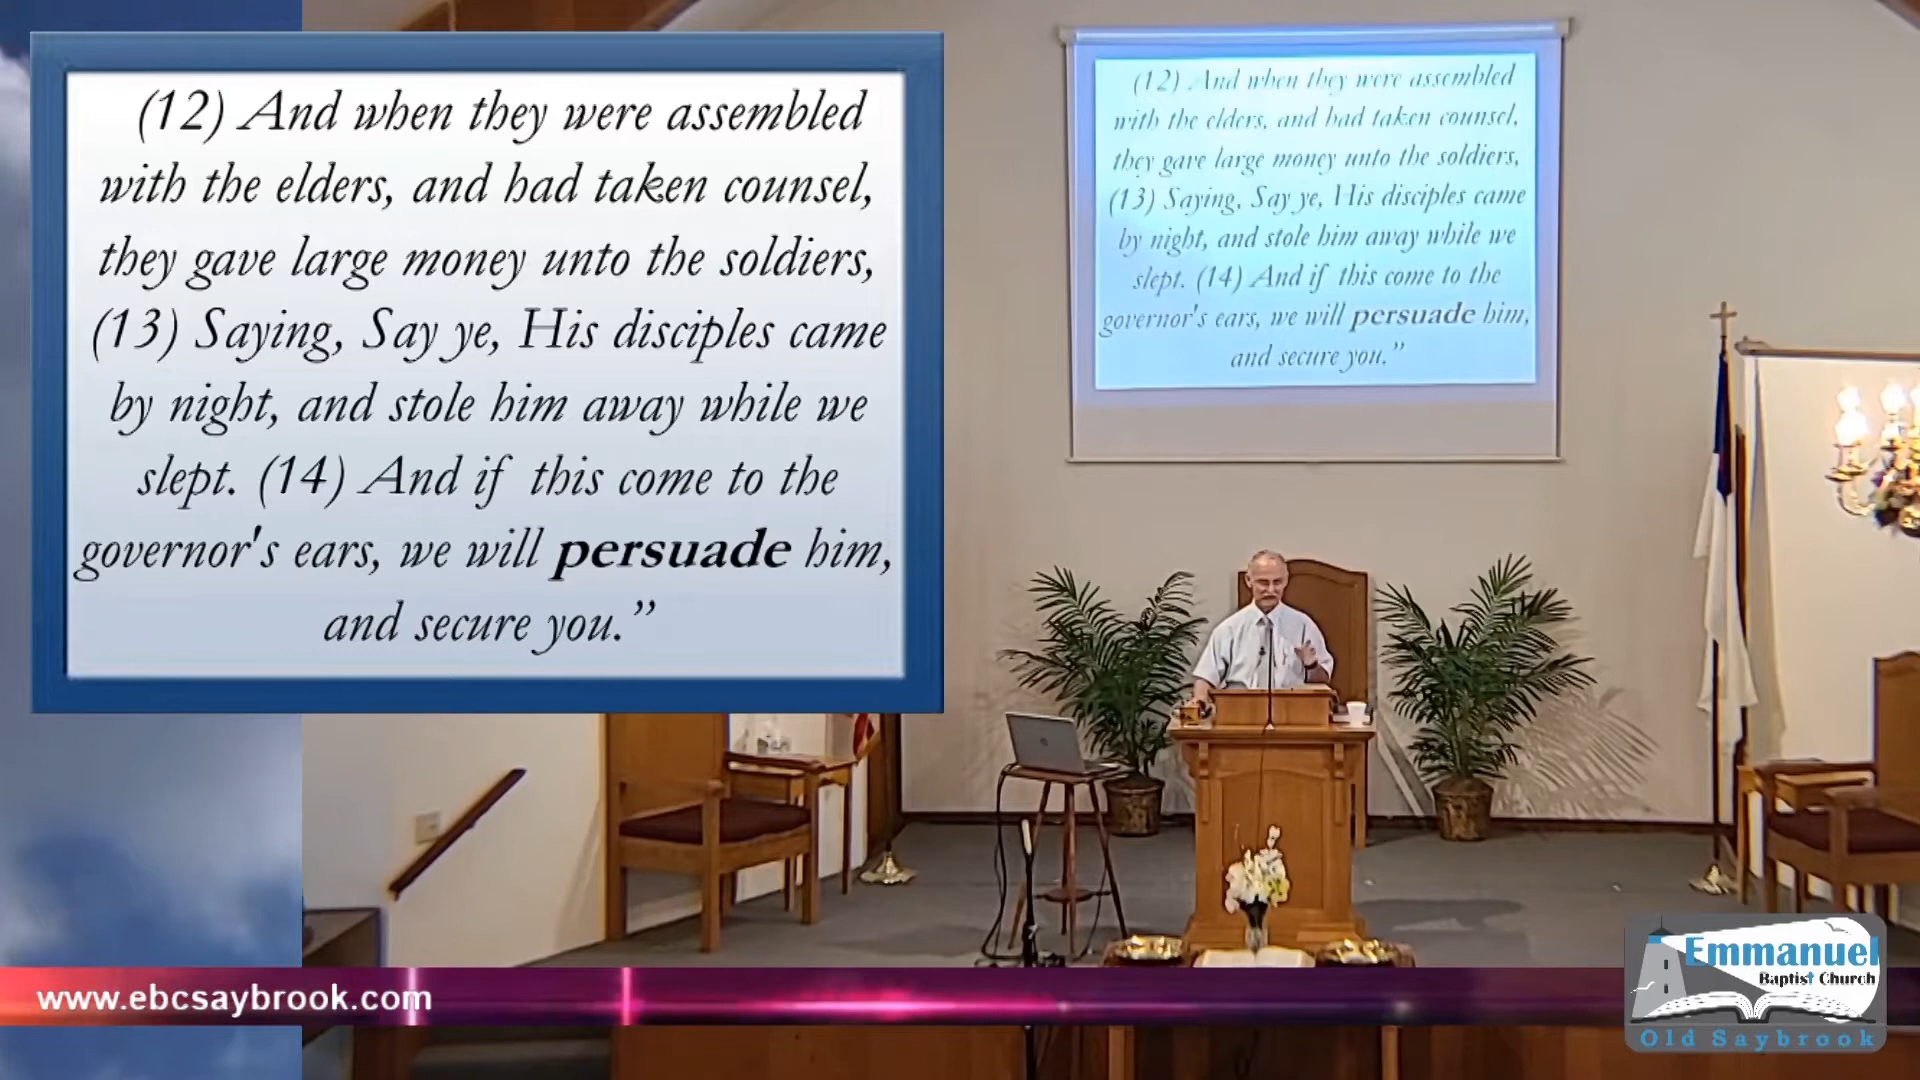 (12) And when they were assembled
with the elders, and had taken counsel,
they gave large money unto the soldiers,
(13) Saying, Say ye, His disciples came
by night, and stole him away while we
slept. (14) And if this come to the
governor's ears, we will persuade him,
and secure you.”
(12) And when they were assembled
with the elders, and had taken counsel,
they gave large money unto the soldiers,
(13) Saying, Say ye, His disciples came
by night, and stole him away while we
slept. (14) And if this come to the
governor's ears, we will persuade him,
and secure you.”
www.ebcsaybrook.com
Emmanuel
Baptist Church
Old Saybrook